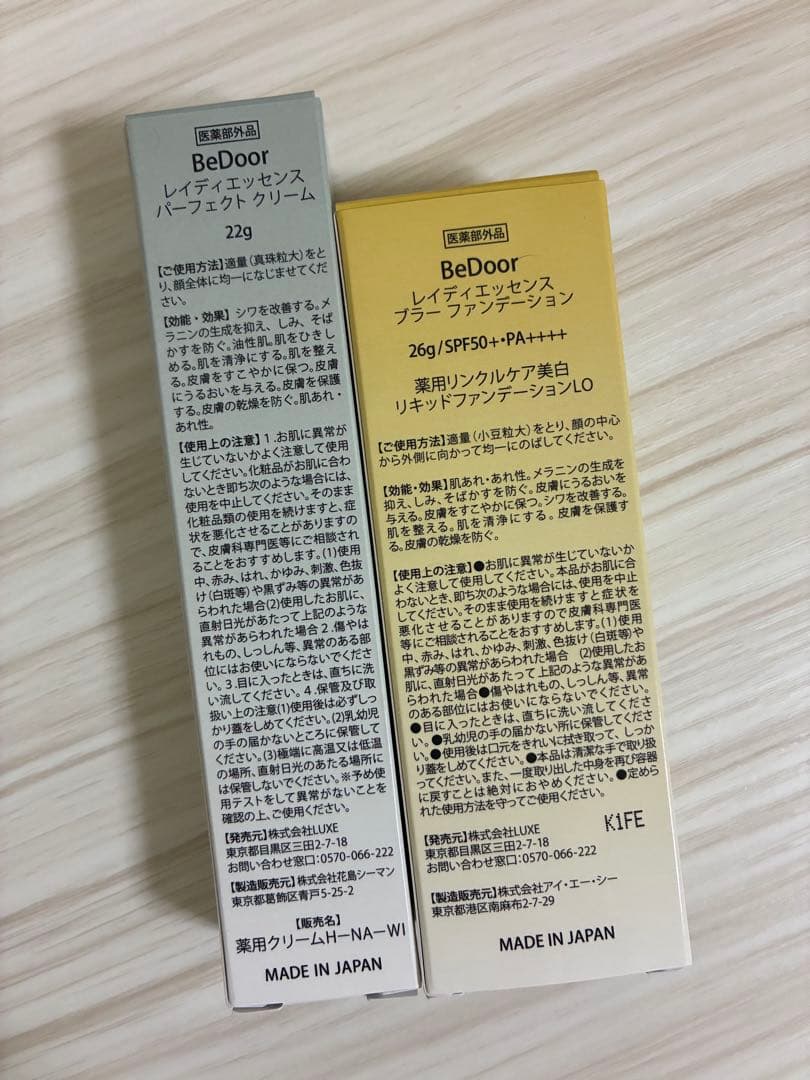 医薬部外品
BeDoor
レイディエッセンス
パーフェクト クリーム
22g
【ご使用方法】適量(真珠粒大)をと
り、顔全体に均一になじませてくだ
さい。
【効能・効果】シワを改善する。メ
ラニンの生成を抑え、しみ、そば
かすを防ぐ。油性肌。肌をひきし
める。肌を清浄にする。肌を整え
る。皮膚をすこやかに保つ。皮膚
にうるおいを与える。皮膚を保護
する。皮膚の乾燥を防ぐ。肌あれ・
あれ性。
【使用上の注意】1.お肌に異常が
生じていないかよく注意して使用
してください。化粧品がお肌に合わ
ないとき即ち次のような場合には、
使用を中止してください。そのまま
化粧品類の使用を続けますと、症
状を悪化させることがありますの
で、皮膚科専門医等にご相談され
ることをおすすめします。(1)使用
中、赤み、はれ、かゆみ、刺激、色抜
け(白斑等)や黒ずみ等の異常があ
らわれた場合(2)使用したお肌に、
直射日光があたって上記のような
異常があらわれた場合2.傷やは
れもの、しっしん等、異常のある部
位にはお使いにならないでくださ
い。3.目に入ったときは、直ちに洗
い流してください。4.保管及び取
扱い上の注意(1)使用後は必ずしっ
かり蓋をしめてください。(2)乳幼児
の手の届かないところに保管して
ください。(3)極端に高温又は低温
の場所、直射日光のあたる場所に
は保管しないでください。※予め使
用テストをして異常がないことを
確認の上、ご使用ください。
【発売元】株式会社LUXE
東京都目黒区三田2-7-18
お問い合わせ窓口:0570-066-222
【製造販売元】株式会社花島シーマン
東京都葛飾区青戸5-25-2
【販売名】
薬用クリームH-NA-WI
MADE IN JAPAN
医薬部外品
BeDoor
レイディエッセンス
ブラー ファンデーション
26g/SPF50+・PA++++
薬用リンクルケア美白
リキッドファンデーションLO
【ご使用方法】適量(小豆粒大)をとり、顔の中心
から外側に向かって均一にのばしてください。
【効能・効果】肌あれ・あれ性。メラニンの生成を
抑え、しみ、そばかすを防ぐ。皮膚にうるおいを
与える。皮膚をすこやかに保つ。シワを改善する。
肌を整える。肌を清浄にする。皮膚を保護す
る。皮膚の乾燥を防ぐ。
【使用上の注意】●お肌に異常が生じていないか
よく注意して使用してください。本品がお肌に合
わないとき、即ち次のような場合には、使用を中止
してください。そのまま使用を続けますと症状を
悪化させることがありますので皮膚科専門医
等にご相談されることをおすすめします。(1)使用
中、赤み、はれ、かゆみ、刺激、色抜け(白斑等)や
黒ずみ等の異常があらわれた場合 (2)使用したお
肌に、直射日光があたって上記のような異常があ
らわれた場合●傷やはれもの、しっしん等、異常
のある部位にはお使いにならないでください。
●目に入ったときは、直ちに洗い流してくださ
い。●乳幼児の手の届かない所に保管してくださ
い。●使用後は口元をきれいに拭き取って、しっか
り蓋をしめてください。●本品は清潔な手で取り扱
ってください。また、一度取り出した中身を再び容器
に戻すことは絶対におやめください。●定めら
れた使用方法を守ってご使用ください。
K1FE
【発売元】株式会社LUXE
東京都目黒区三田2-7-18
お問い合わせ窓口:0570-066-222
【製造販売元】株式会社アイ・エー・シー
東京都港区南麻布2-7-29
MADE IN JAPAN